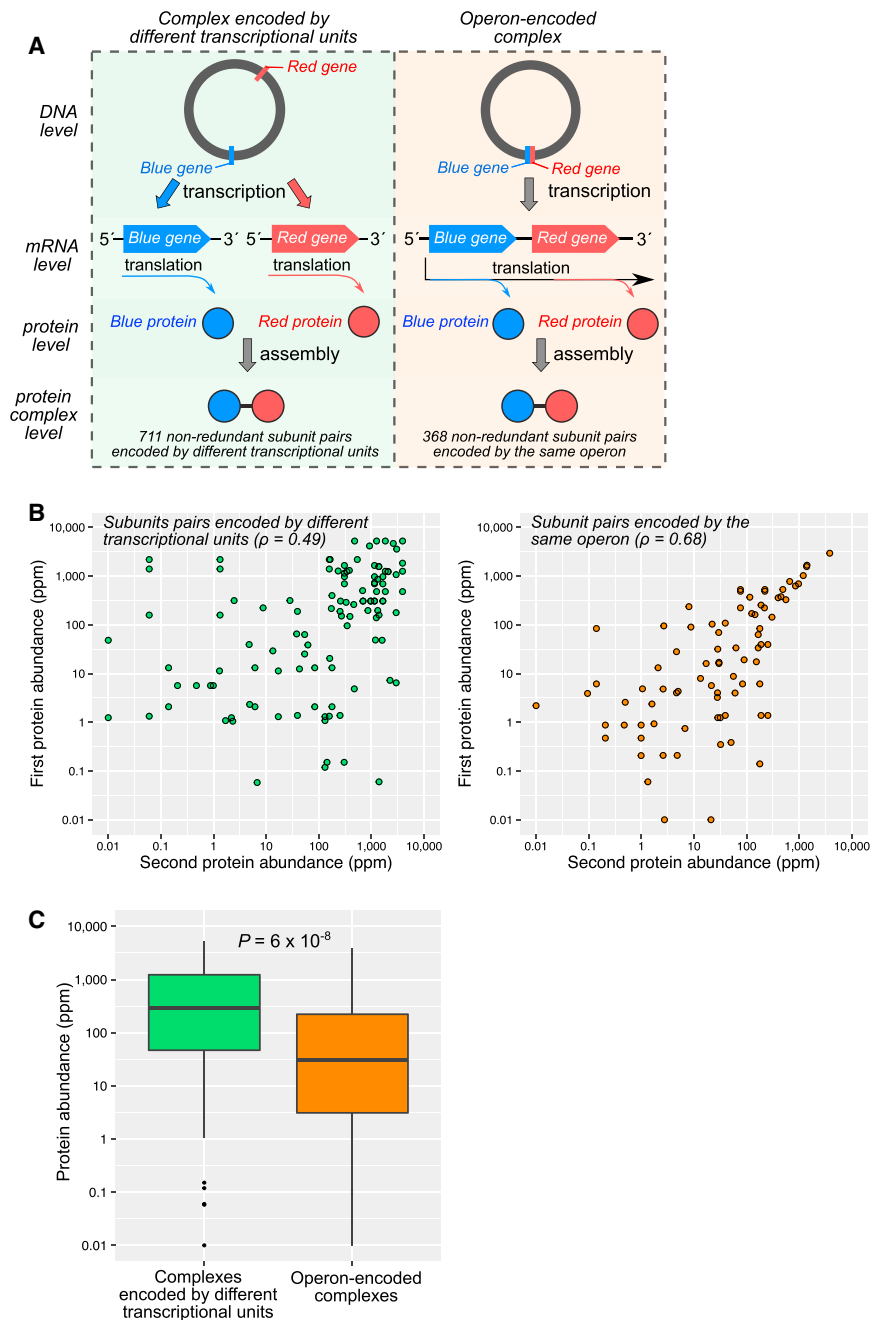 A
Complex encoded by
different transcriptional units
Operon-encoded
complex
DNA
level
Red gene
Blue gene
transcription
Blue gene
Red gene
transcription
mRNA
level
5´
Blue gene
3´
5´
Red gene
3´
5´
Blue gene
Red gene
3´
translation
translation
translation
protein
level
Blue protein
Red protein
Blue protein
Red protein
assembly
assembly
protein
complex
level
711 non-redundant subunit pairs
encoded by different transcriptional units
368 non-redundant subunit pairs
encoded by the same operon
B
Subunits pairs encoded by different
transcriptional units (ρ = 0.49)
First protein abundance (ppm)
10,000
1,000
100
10
1
0.1
0.01
0.01
0.1
1
10
100
1,000
10,000
Second protein abundance (ppm)
Subunit pairs encoded by the
same operon (ρ = 0.68)
First protein abundance (ppm)
10,000
1,000
100
10
1
0.1
0.01
0.01
0.1
1
10
100
1,000
10,000
Second protein abundance (ppm)
C
P = 6 x 10⁻⁸
Protein abundance (ppm)
10,000
1,000
100
10
1
0.1
0.01
Complexes
encoded by different
transcriptional units
Operon-encoded
complexes